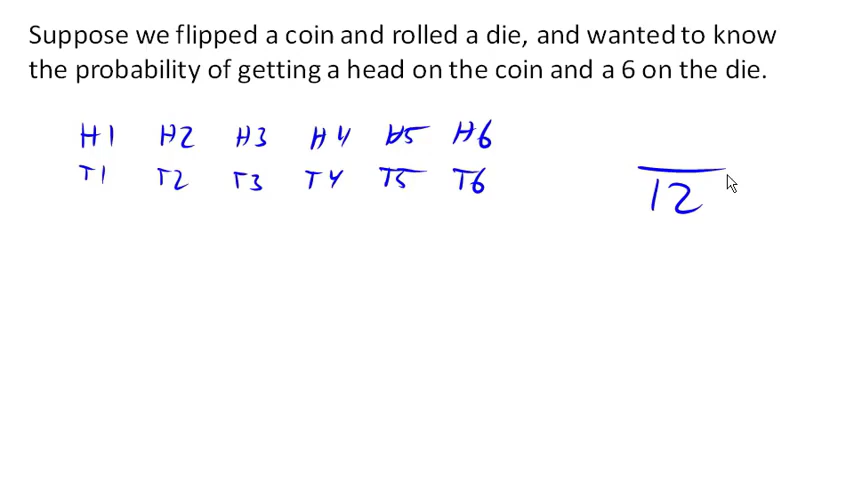 Suppose we flipped a coin and rolled a die, and wanted to know
the probability of getting a head on the coin and a 6 on the die.
H1 H2 H3 H4 H5 H6
T1 T2 T3 T4 T5 T6
12